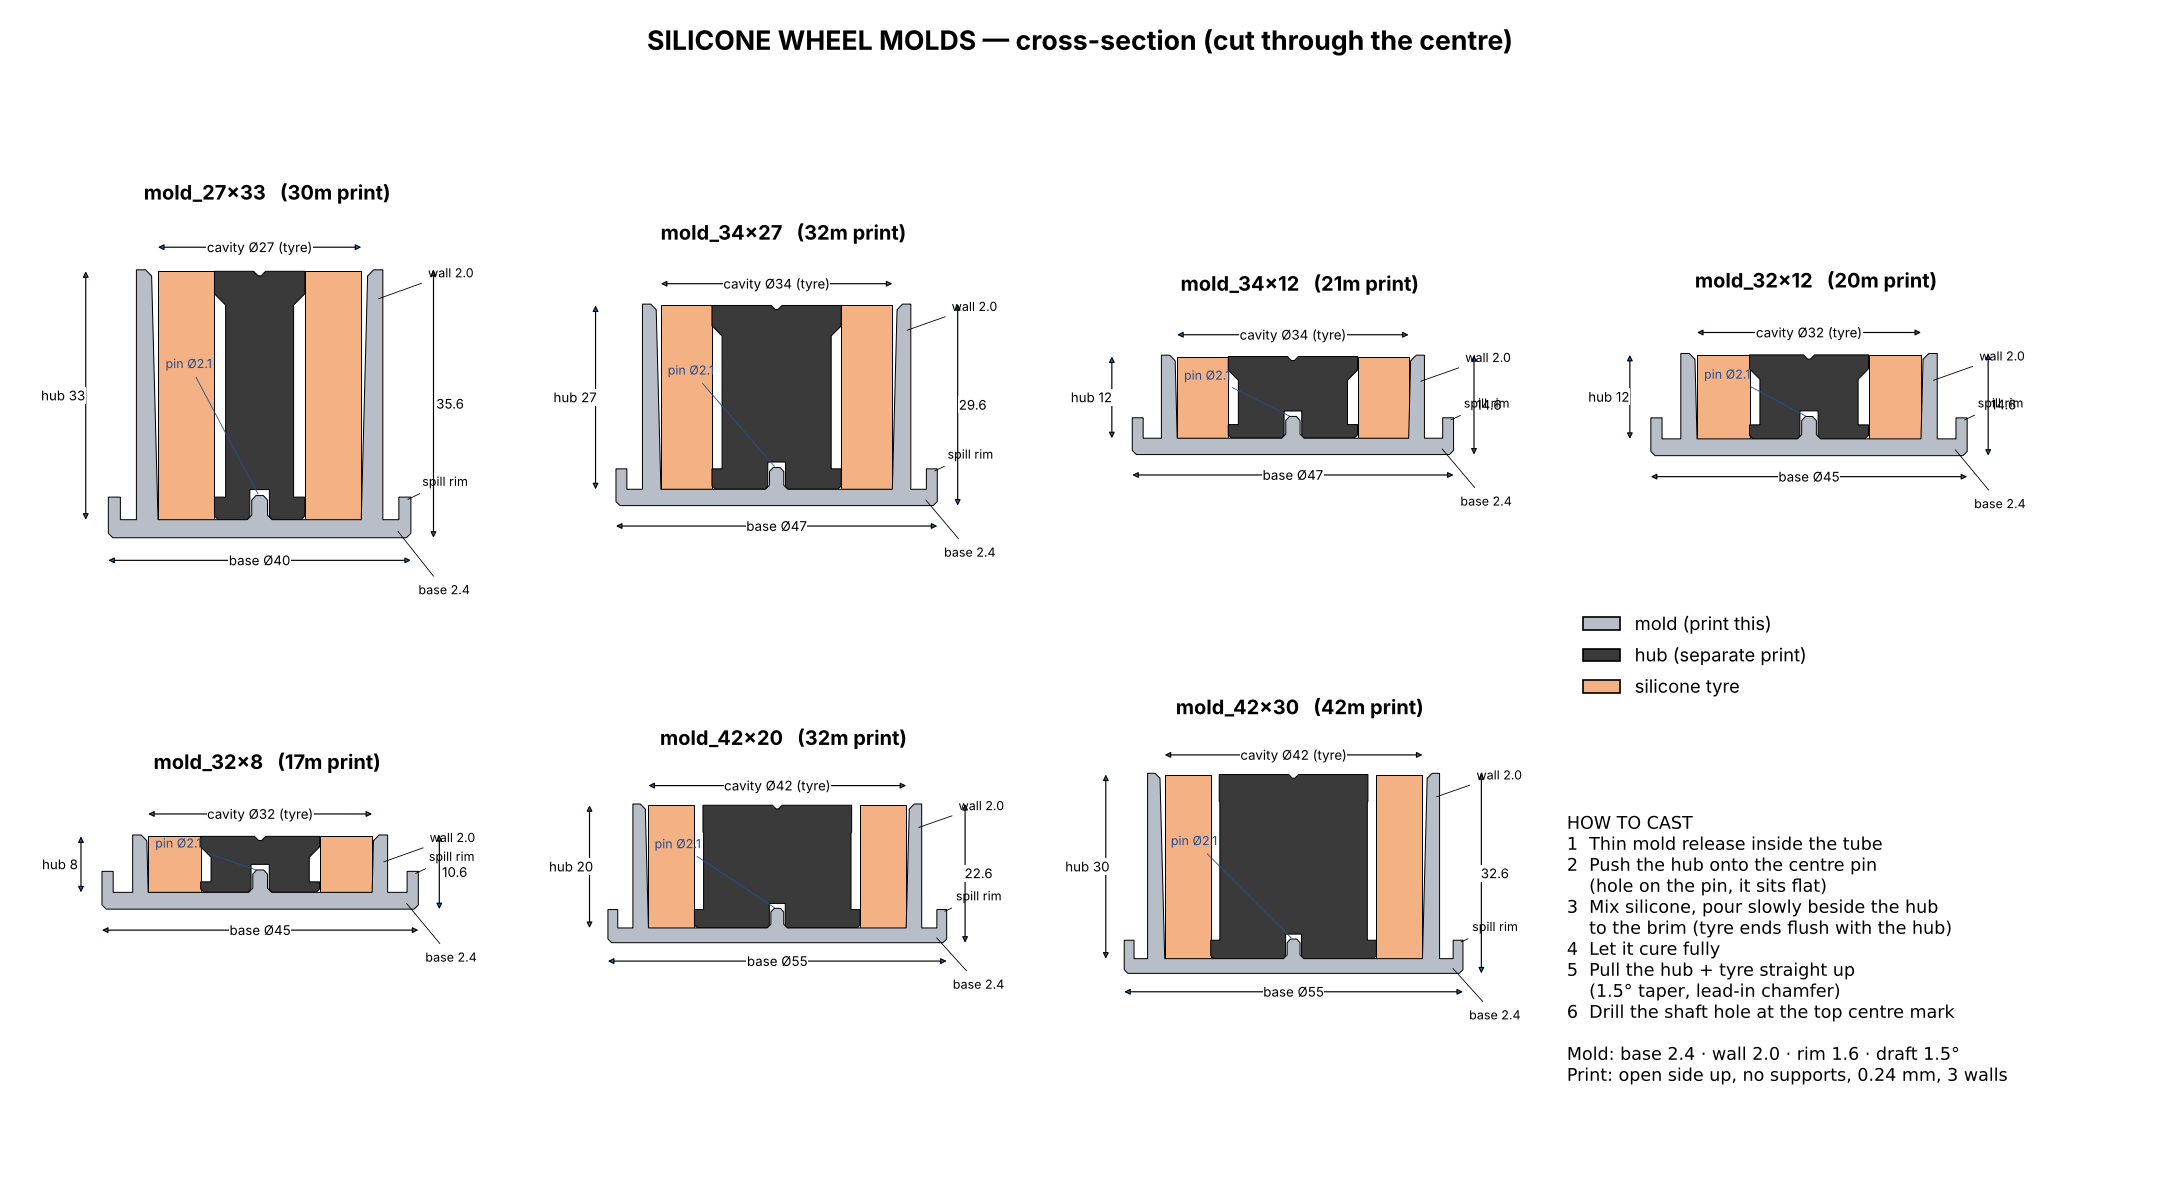 SILICONE WHEEL MOLDS — cross-section (cut through the centre)
mold_27×33 (30m print)
cavity Ø27 (tyre)
wall 2.0
pin Ø2.1
hub 33
35.6
spill rim
base Ø40
base 2.4
mold_34×27 (32m print)
cavity Ø34 (tyre)
wall 2.0
pin Ø2.1
hub 27
29.6
spill rim
base Ø47
base 2.4
mold_34×12 (21m print)
cavity Ø34 (tyre)
wall 2.0
pin Ø2.1
hub 12
spill rim
14.6
base Ø47
base 2.4
mold_32×12 (20m print)
cavity Ø32 (tyre)
wall 2.0
pin Ø2.1
hub 12
spill rim
14.6
base Ø45
base 2.4
mold (print this)
hub (separate print)
silicone tyre
mold_32×8 (17m print)
cavity Ø32 (tyre)
wall 2.0
pin Ø2.1
spill rim
hub 8
10.6
base Ø45
base 2.4
mold_42×20 (32m print)
cavity Ø42 (tyre)
wall 2.0
pin Ø2.1
hub 20
22.6
spill rim
base Ø55
base 2.4
mold_42×30 (42m print)
cavity Ø42 (tyre)
wall 2.0
pin Ø2.1
hub 30
32.6
spill rim
base Ø55
base 2.4
HOW TO CAST
1 Thin mold release inside the tube
2 Push the hub onto the centre pin
(hole on the pin, it sits flat)
3 Mix silicone, pour slowly beside the hub
to the brim (tyre ends flush with the hub)
4 Let it cure fully
5 Pull the hub + tyre straight up
(1.5° taper, lead-in chamfer)
6 Drill the shaft hole at the top centre mark
Mold: base 2.4 · wall 2.0 · rim 1.6 · draft 1.5°
Print: open side up, no supports, 0.24 mm, 3 walls